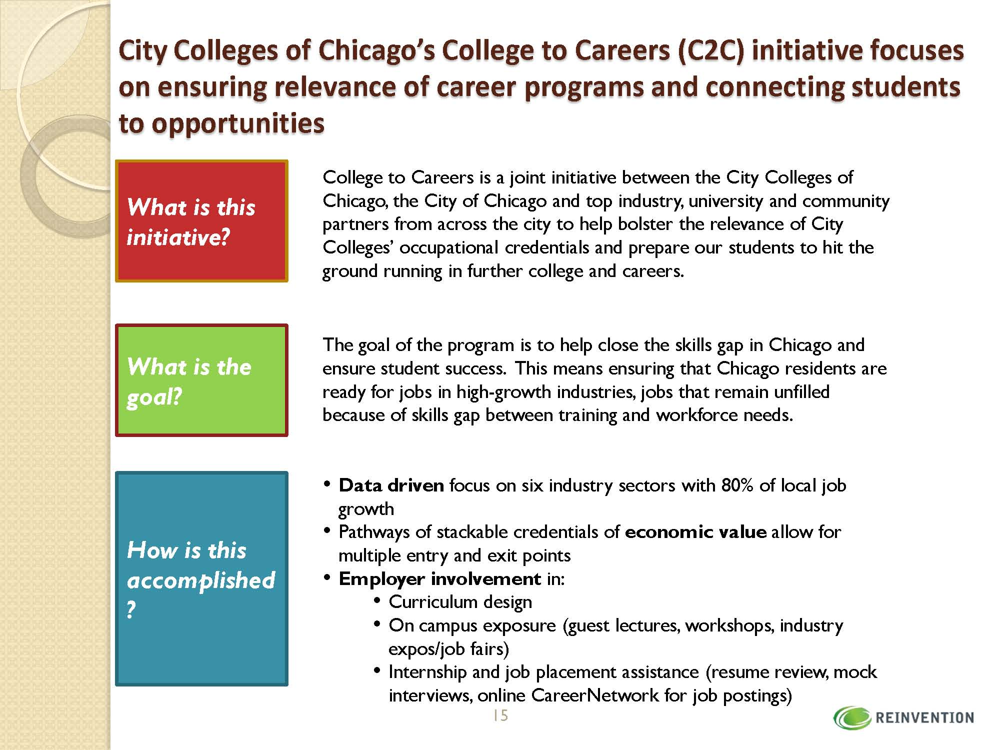 City Colleges of Chicago’s College to Careers (C2C) initiative focuses
on ensuring relevance of career programs and connecting students
to opportunities
What is this
initiative?
College to Careers is a joint initiative between the City Colleges of
Chicago, the City of Chicago and top industry, university and community
partners from across the city to help bolster the relevance of City
Colleges’ occupational credentials and prepare our students to hit the
ground running in further college and careers.
What is the
goal?
The goal of the program is to help close the skills gap in Chicago and
ensure student success.  This means ensuring that Chicago residents are
ready for jobs in high-growth industries, jobs that remain unfilled
because of skills gap between training and workforce needs.
How is this
accomplished
?
• Data driven focus on six industry sectors with 80% of local job
growth
• Pathways of stackable credentials of economic value allow for
multiple entry and exit points
• Employer involvement in:
• Curriculum design
• On campus exposure (guest lectures, workshops, industry
expos/job fairs)
• Internship and job placement assistance (resume review, mock
interviews, online CareerNetwork for job postings)
15
REINVENTION